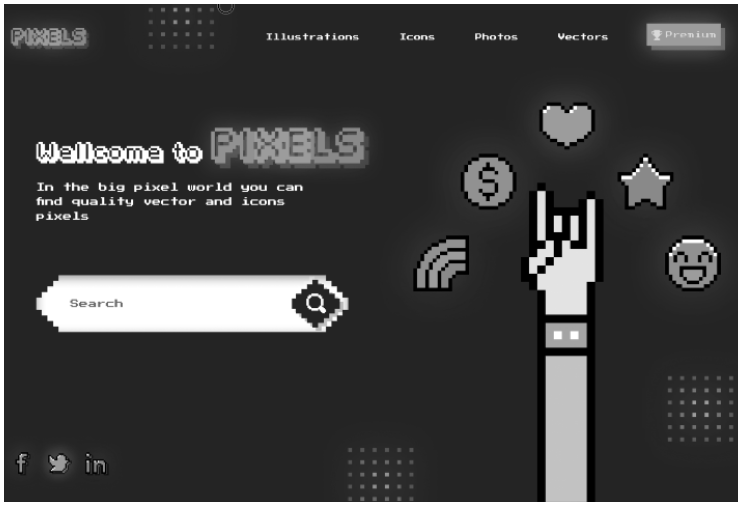 PIXELS
Illustrations
Icons
Photos
Vectors
Premium
Wellcome to PIXELS
In the big pixel world you can
find quality vector and icons
pixels
Search
f
in